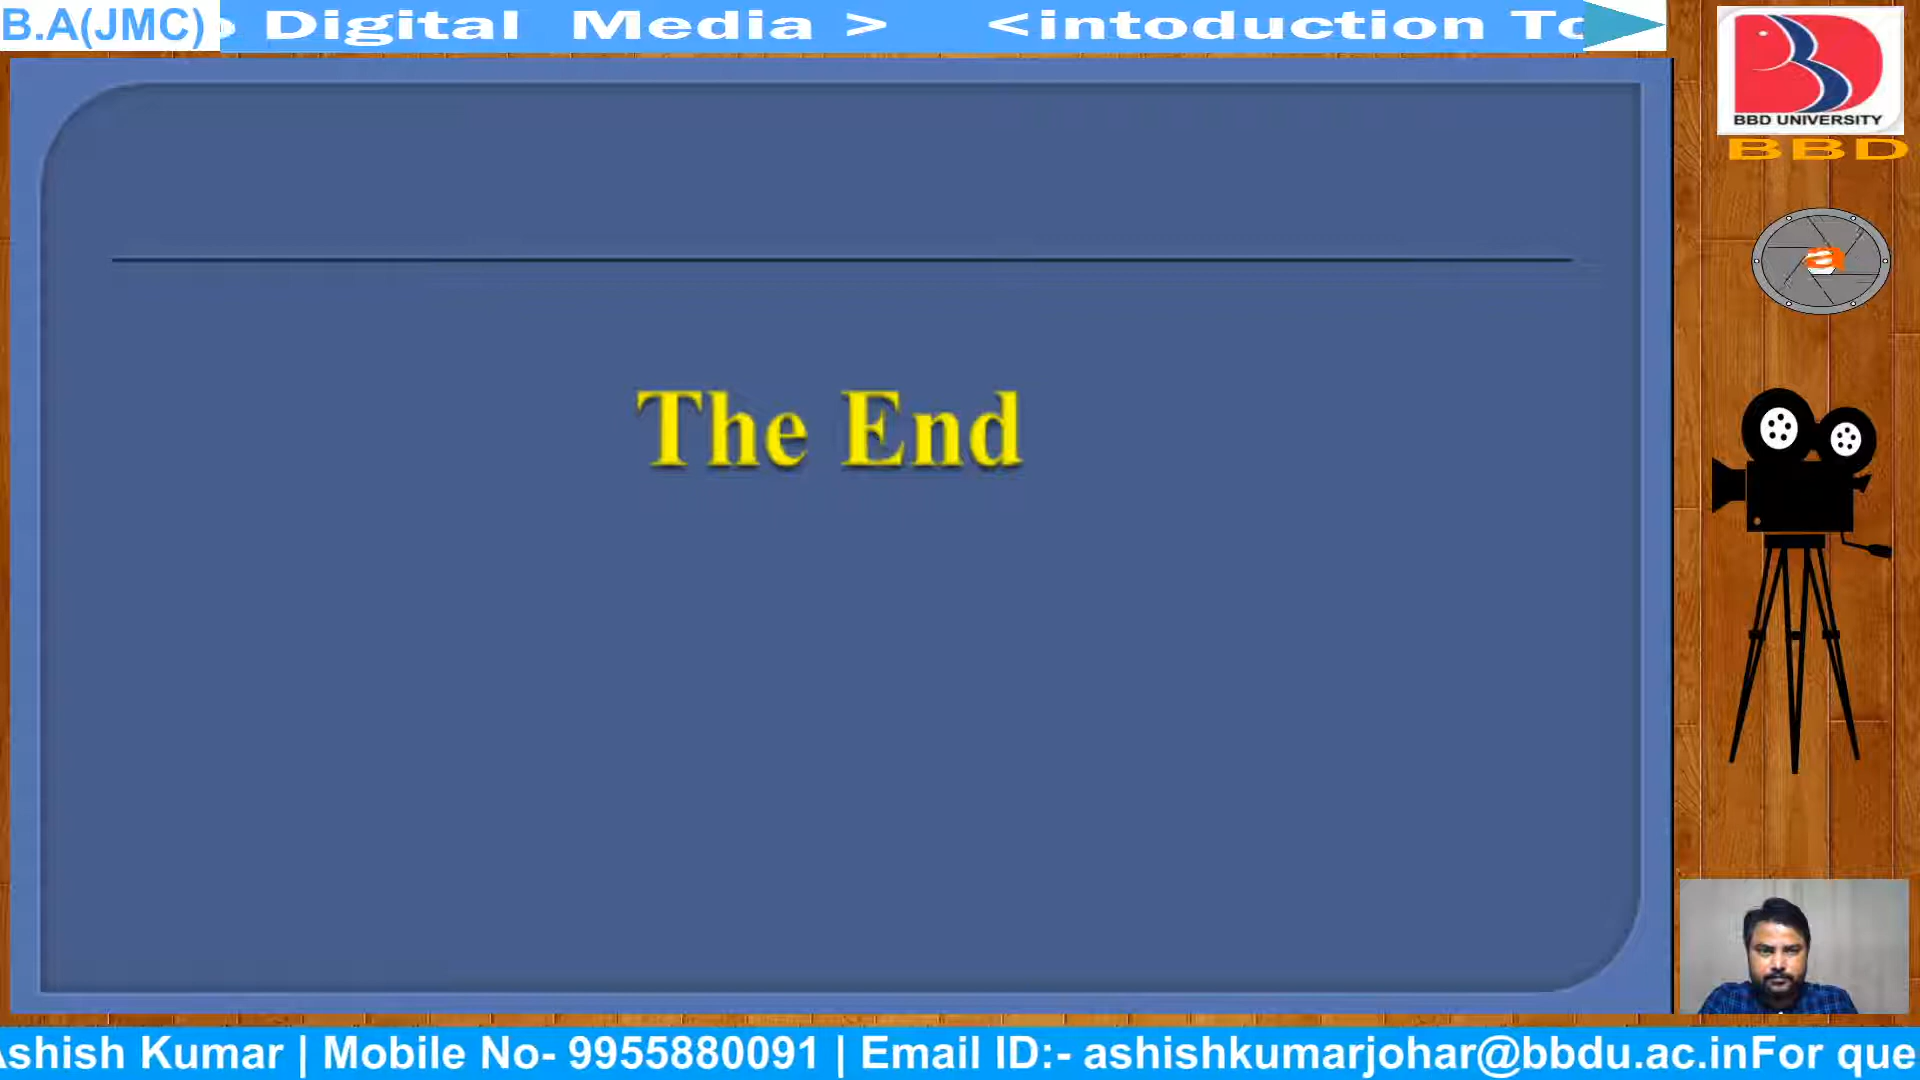 B.A(JMC)
Digital Media > <intoduction To
BBD UNIVERSITY
BBD
a
The End
Ashish Kumar | Mobile No- 9955880091 | Email ID:- ashishkumarjohar@bbdu.ac.inFor que